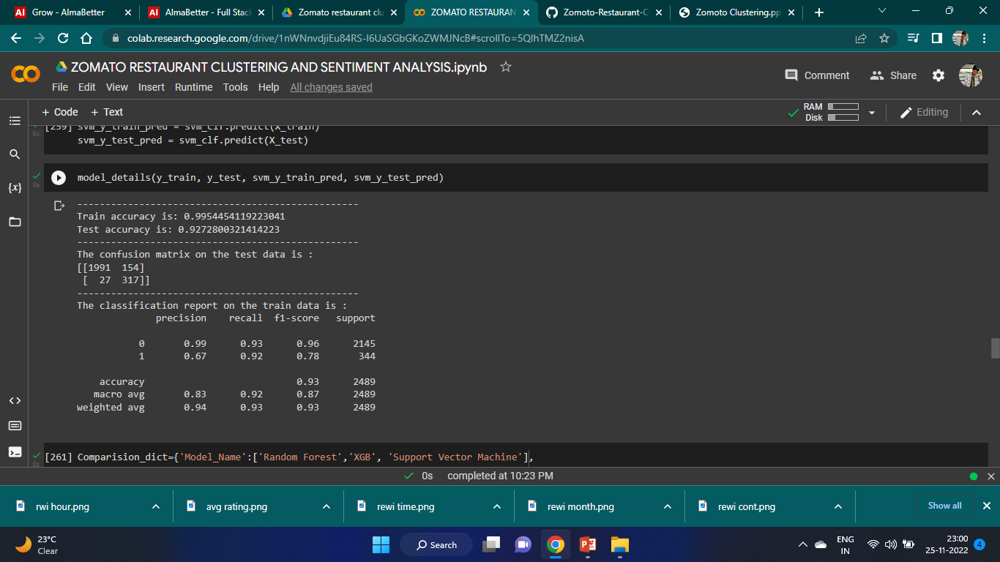 Grow - AlmaBetter
AlmaBetter - Full Stac
Zomato restaurant clu
ZOMATO RESTAURAN
Zomoto-Restaurant-C
Zomoto Clustering.pp
colab.research.google.com/drive/1nWNnvdjiEu84RS-I6UaSGbGKoZWMJNcB#scrollTo=5QlhTMZ2nisA
ZOMATO RESTAURANT CLUSTERING AND SENTIMENT ANALYSIS.ipynb
File Edit View Insert Runtime Tools Help All changes saved
Comment Share
+ Code + Text
RAM
Disk
Editing
[259] svm_y_train_pred = svm_clf.predict(X_train)
8s
svm_y_test_pred = svm_clf.predict(X_test)
0s
model_details(y_train, y_test, svm_y_train_pred, svm_y_test_pred)
--------------------------------------------------
Train accuracy is: 0.9954454119223041
Test accuracy is: 0.9272800321414223
--------------------------------------------------
The confusion matrix on the test data is :
[[1991 154]
[ 27 317]]
--------------------------------------------------
The classification report on the train data is :
precision recall f1-score support
0 0.99 0.93 0.96 2145
1 0.67 0.92 0.78 344
accuracy 0.93 2489
macro avg 0.83 0.92 0.87 2489
weighted avg 0.94 0.93 0.93 2489
[261] Comparision_dict={'Model_Name':['Random Forest','XGB', 'Support Vector Machine'],
0s
0s completed at 10:23 PM
rwi hour.png
avg rating.png
rewi time.png
rewi month.png
rewi cont.png
Show all
23°C
Clear
Search
ENG
IN
23:00
25-11-2022
4